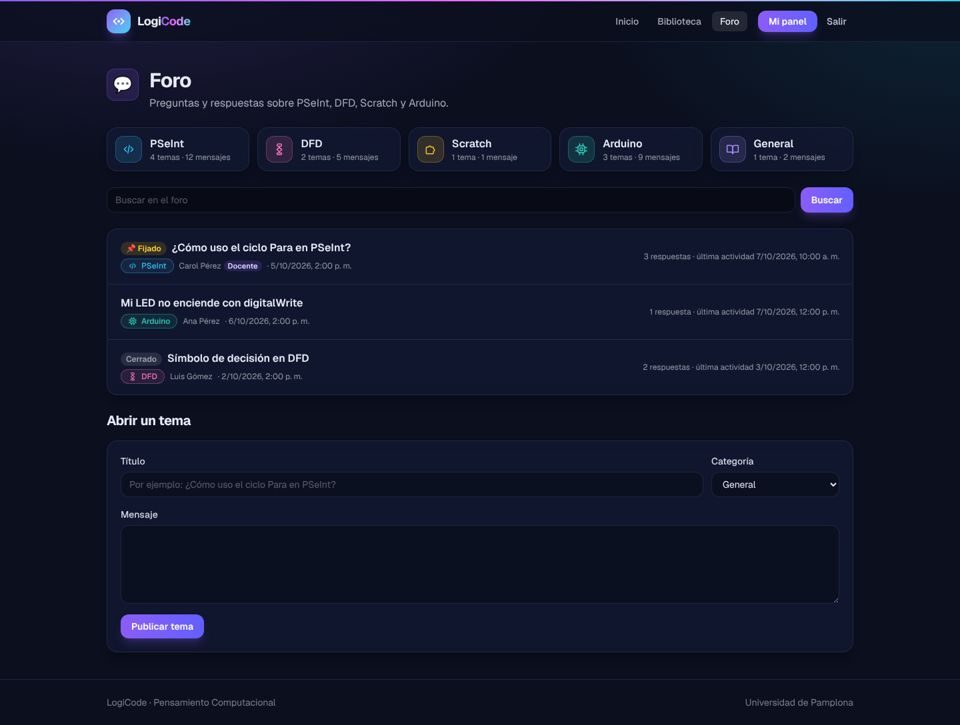 LogiCode
Inicio Biblioteca Foro Mi panel Salir
Foro
Preguntas y respuestas sobre PSeInt, DFD, Scratch y Arduino.
PSeInt
4 temas · 12 mensajes
DFD
2 temas · 5 mensajes
Scratch
1 tema · 1 mensaje
Arduino
3 temas · 9 mensajes
General
1 tema · 2 mensajes
Buscar en el foro
Buscar
Fijado ¿Cómo uso el ciclo Para en PSeInt?
PSeInt Carol Pérez Docente · 5/10/2026, 2:00 p. m.
3 respuestas · última actividad 7/10/2026, 10:00 a. m.
Mi LED no enciende con digitalWrite
Arduino Ana Pérez · 6/10/2026, 2:00 p. m.
1 respuesta · última actividad 7/10/2026, 12:00 p. m.
Cerrado Símbolo de decisión en DFD
DFD Luis Gómez · 2/10/2026, 2:00 p. m.
2 respuestas · última actividad 3/10/2026, 12:00 p. m.
Abrir un tema
Título
Por ejemplo: ¿Cómo uso el ciclo Para en PSeInt?
Categoría
General
Mensaje
Publicar tema
LogiCode · Pensamiento Computacional
Universidad de Pamplona